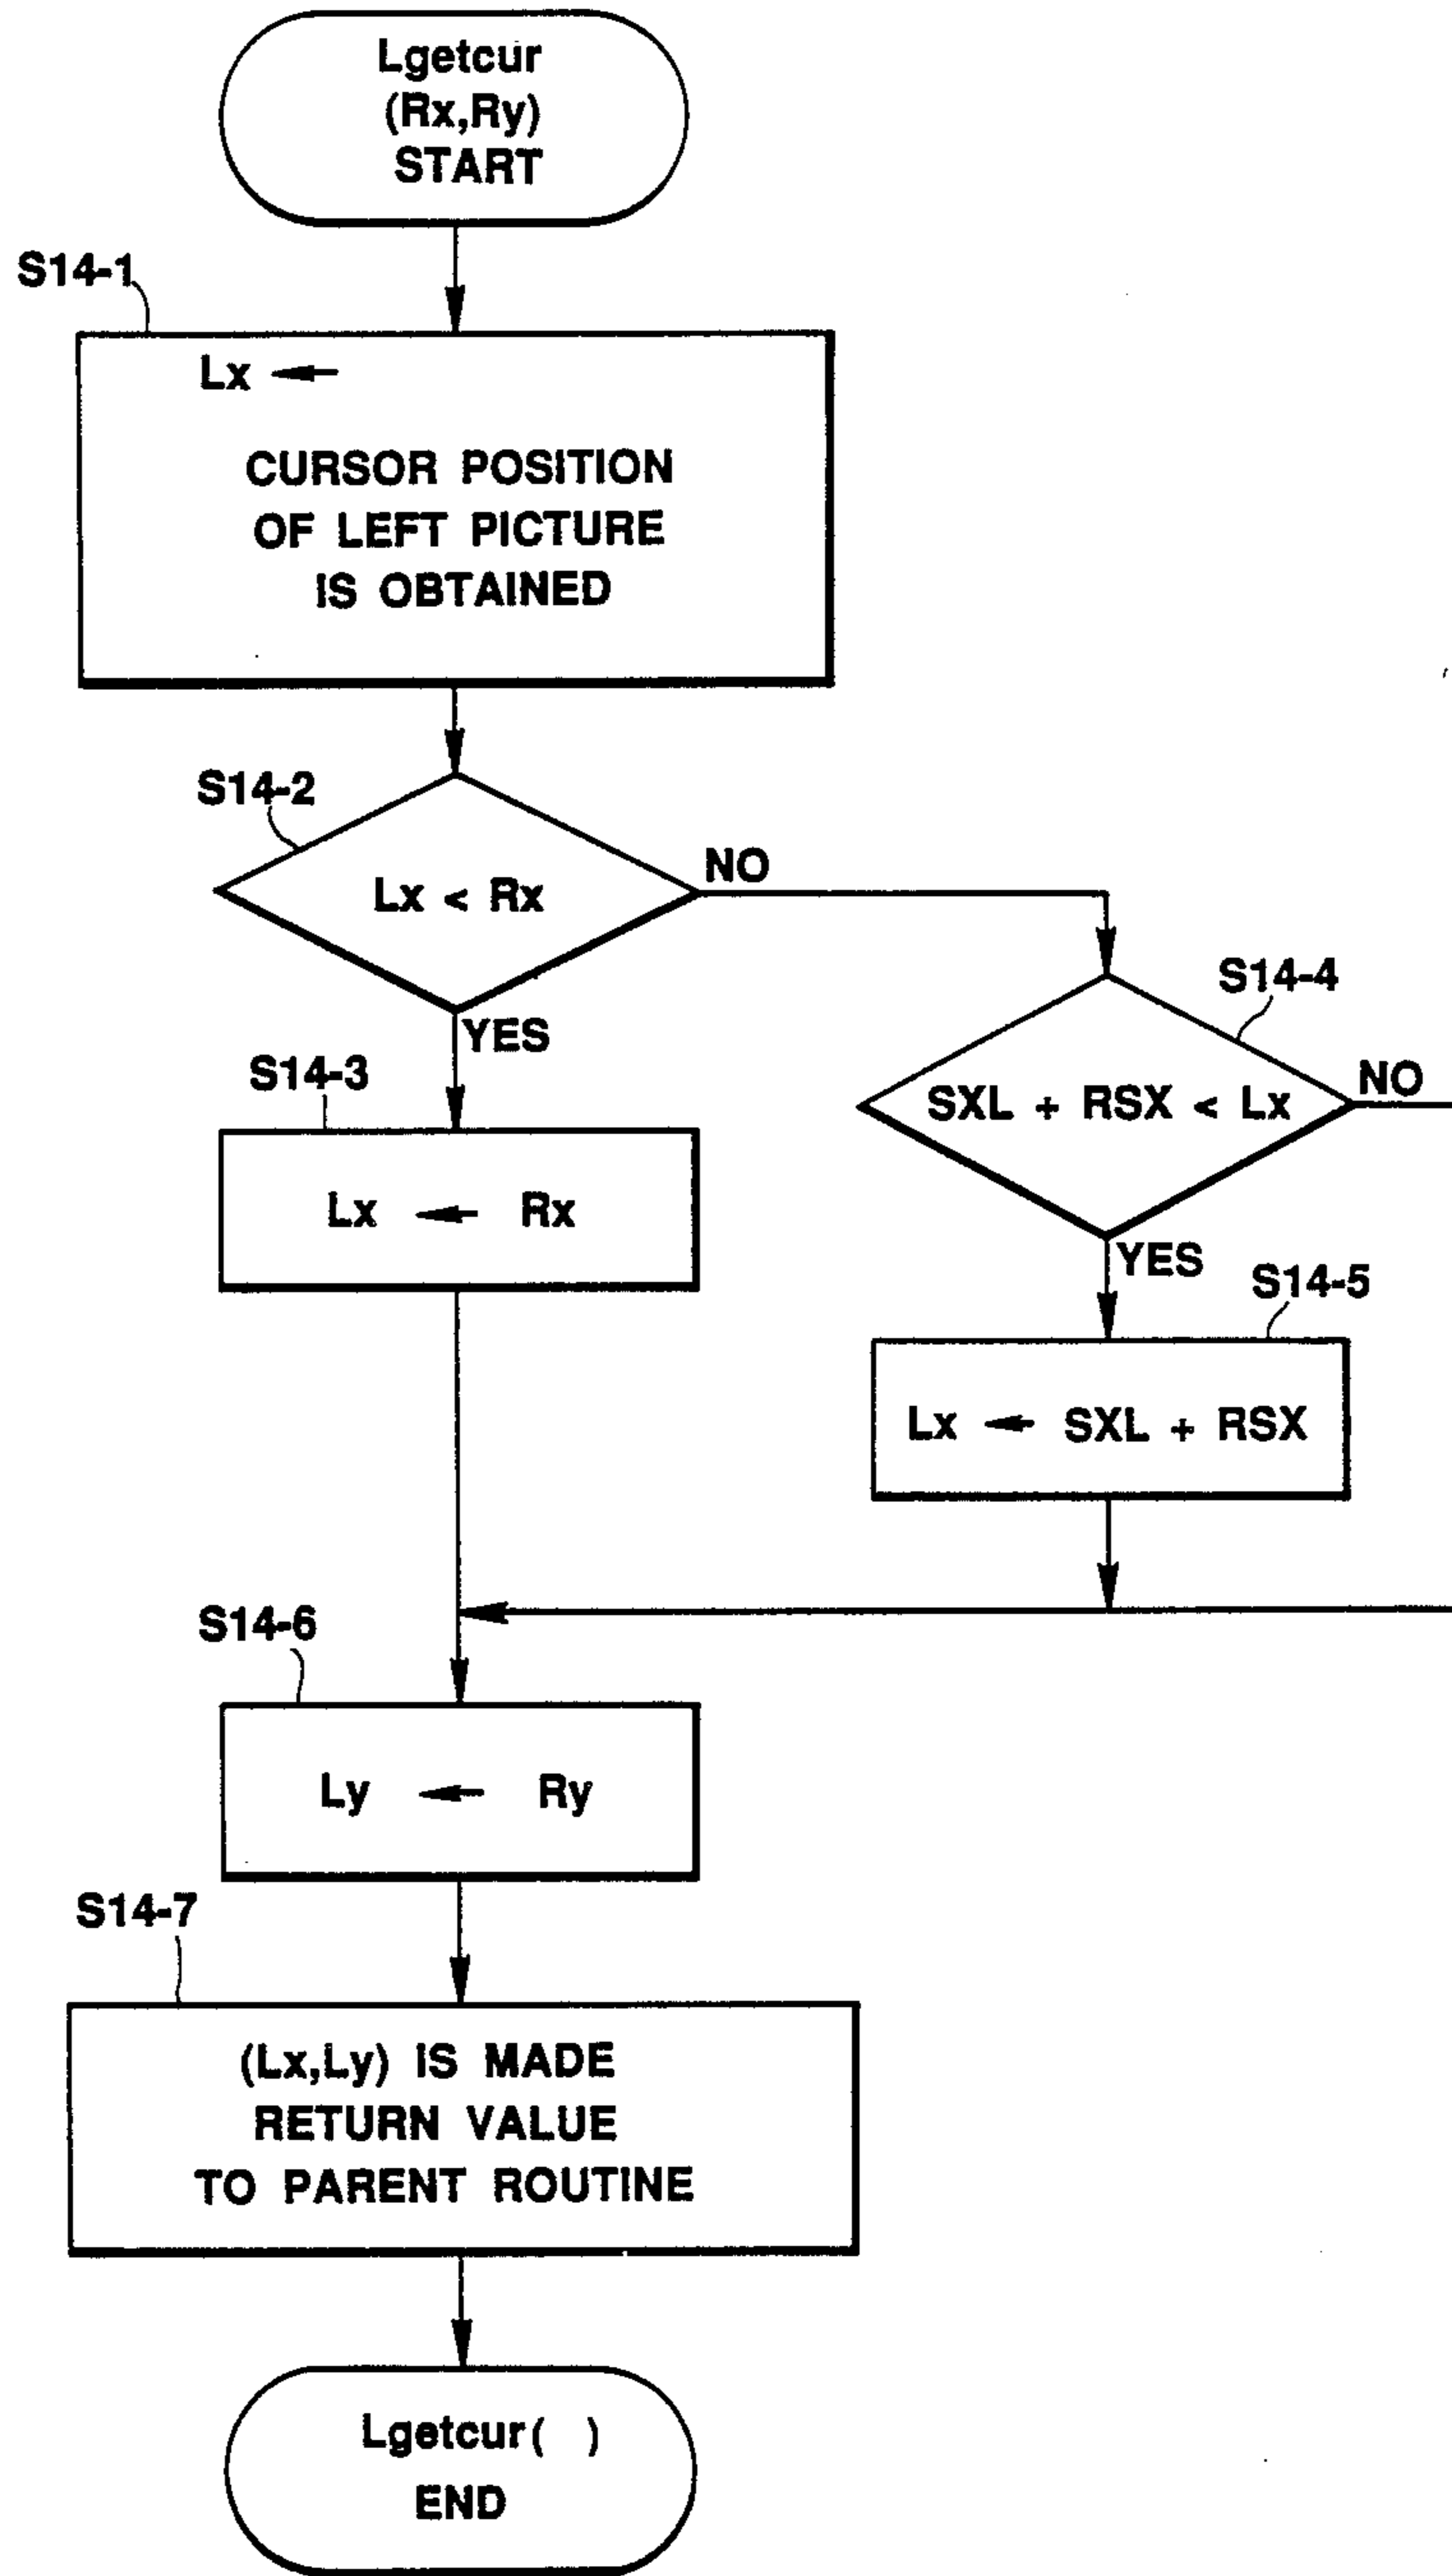 Lgetcur
(Rx,Ry)
START
S14-1
Lx ←
CURSOR POSITION
OF LEFT PICTURE
IS OBTAINED
S14-2
Lx < Rx
NO
YES
S14-3
Lx ← Rx
S14-4
SXL + RSX < Lx
NO
YES
S14-5
Lx ← SXL + RSX
S14-6
Ly ← Ry
S14-7
(Lx,Ly) IS MADE
RETURN VALUE
TO PARENT ROUTINE
Lgetcur( )
END